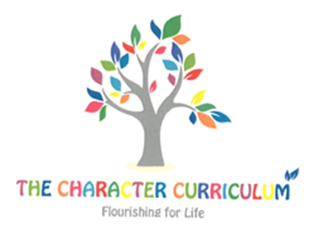 THE CHARACTER CURRICULUM
Flourishing for Life